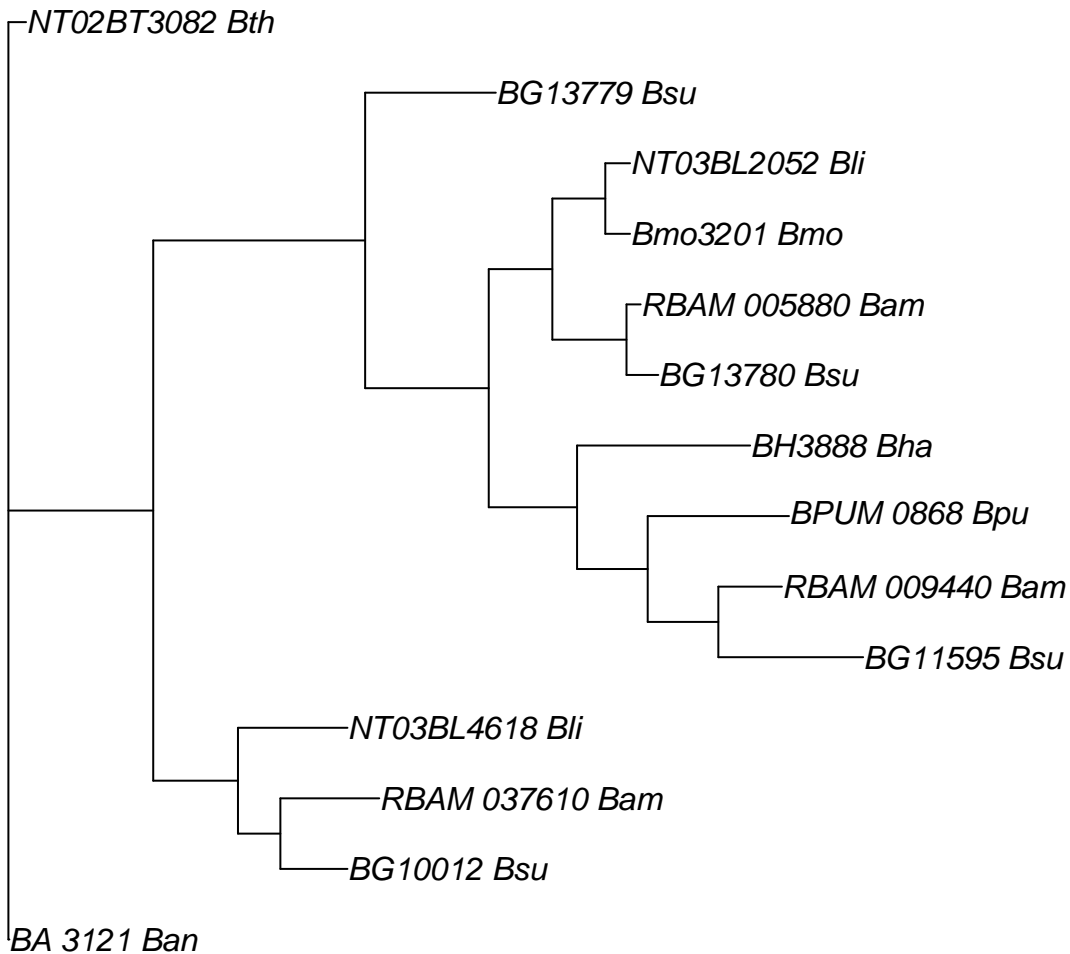 NT02BT3082 Bth
BG13779 Bsu
NT03BL2052 Bli
Bmo3201 Bmo
RBAM 005880 Bam
BG13780 Bsu
BH3888 Bha
BPUM 0868 Bpu
RBAM 009440 Bam
BG11595 Bsu
NT03BL4618 Bli
RBAM 037610 Bam
BG10012 Bsu
BA 3121 Ban